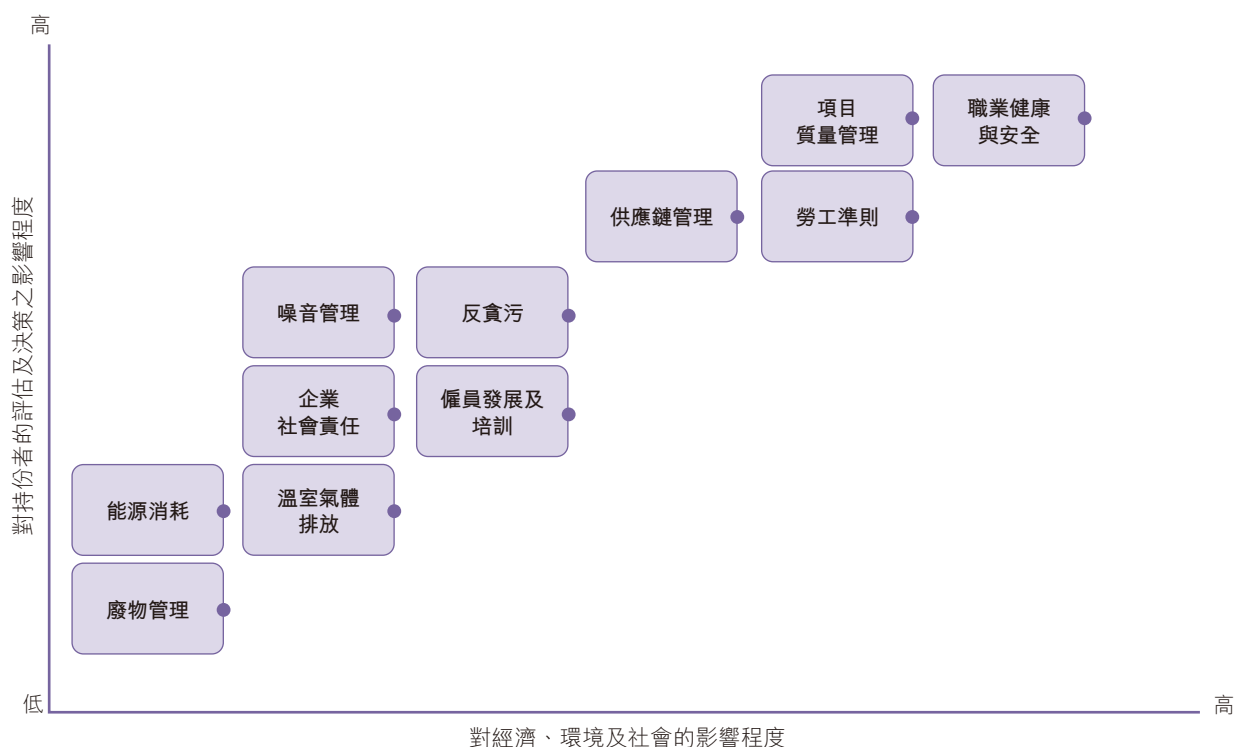 高
對持份者的評估及決策之影響程度
項目
質量管理
職業健康
與安全
供應鏈管理
勞工準則
噪音管理
反貪污
企業
社會責任
僱員發展及
培訓
能源消耗
溫室氣體
排放
廢物管理
低
高
對經濟、環境及社會的影響程度